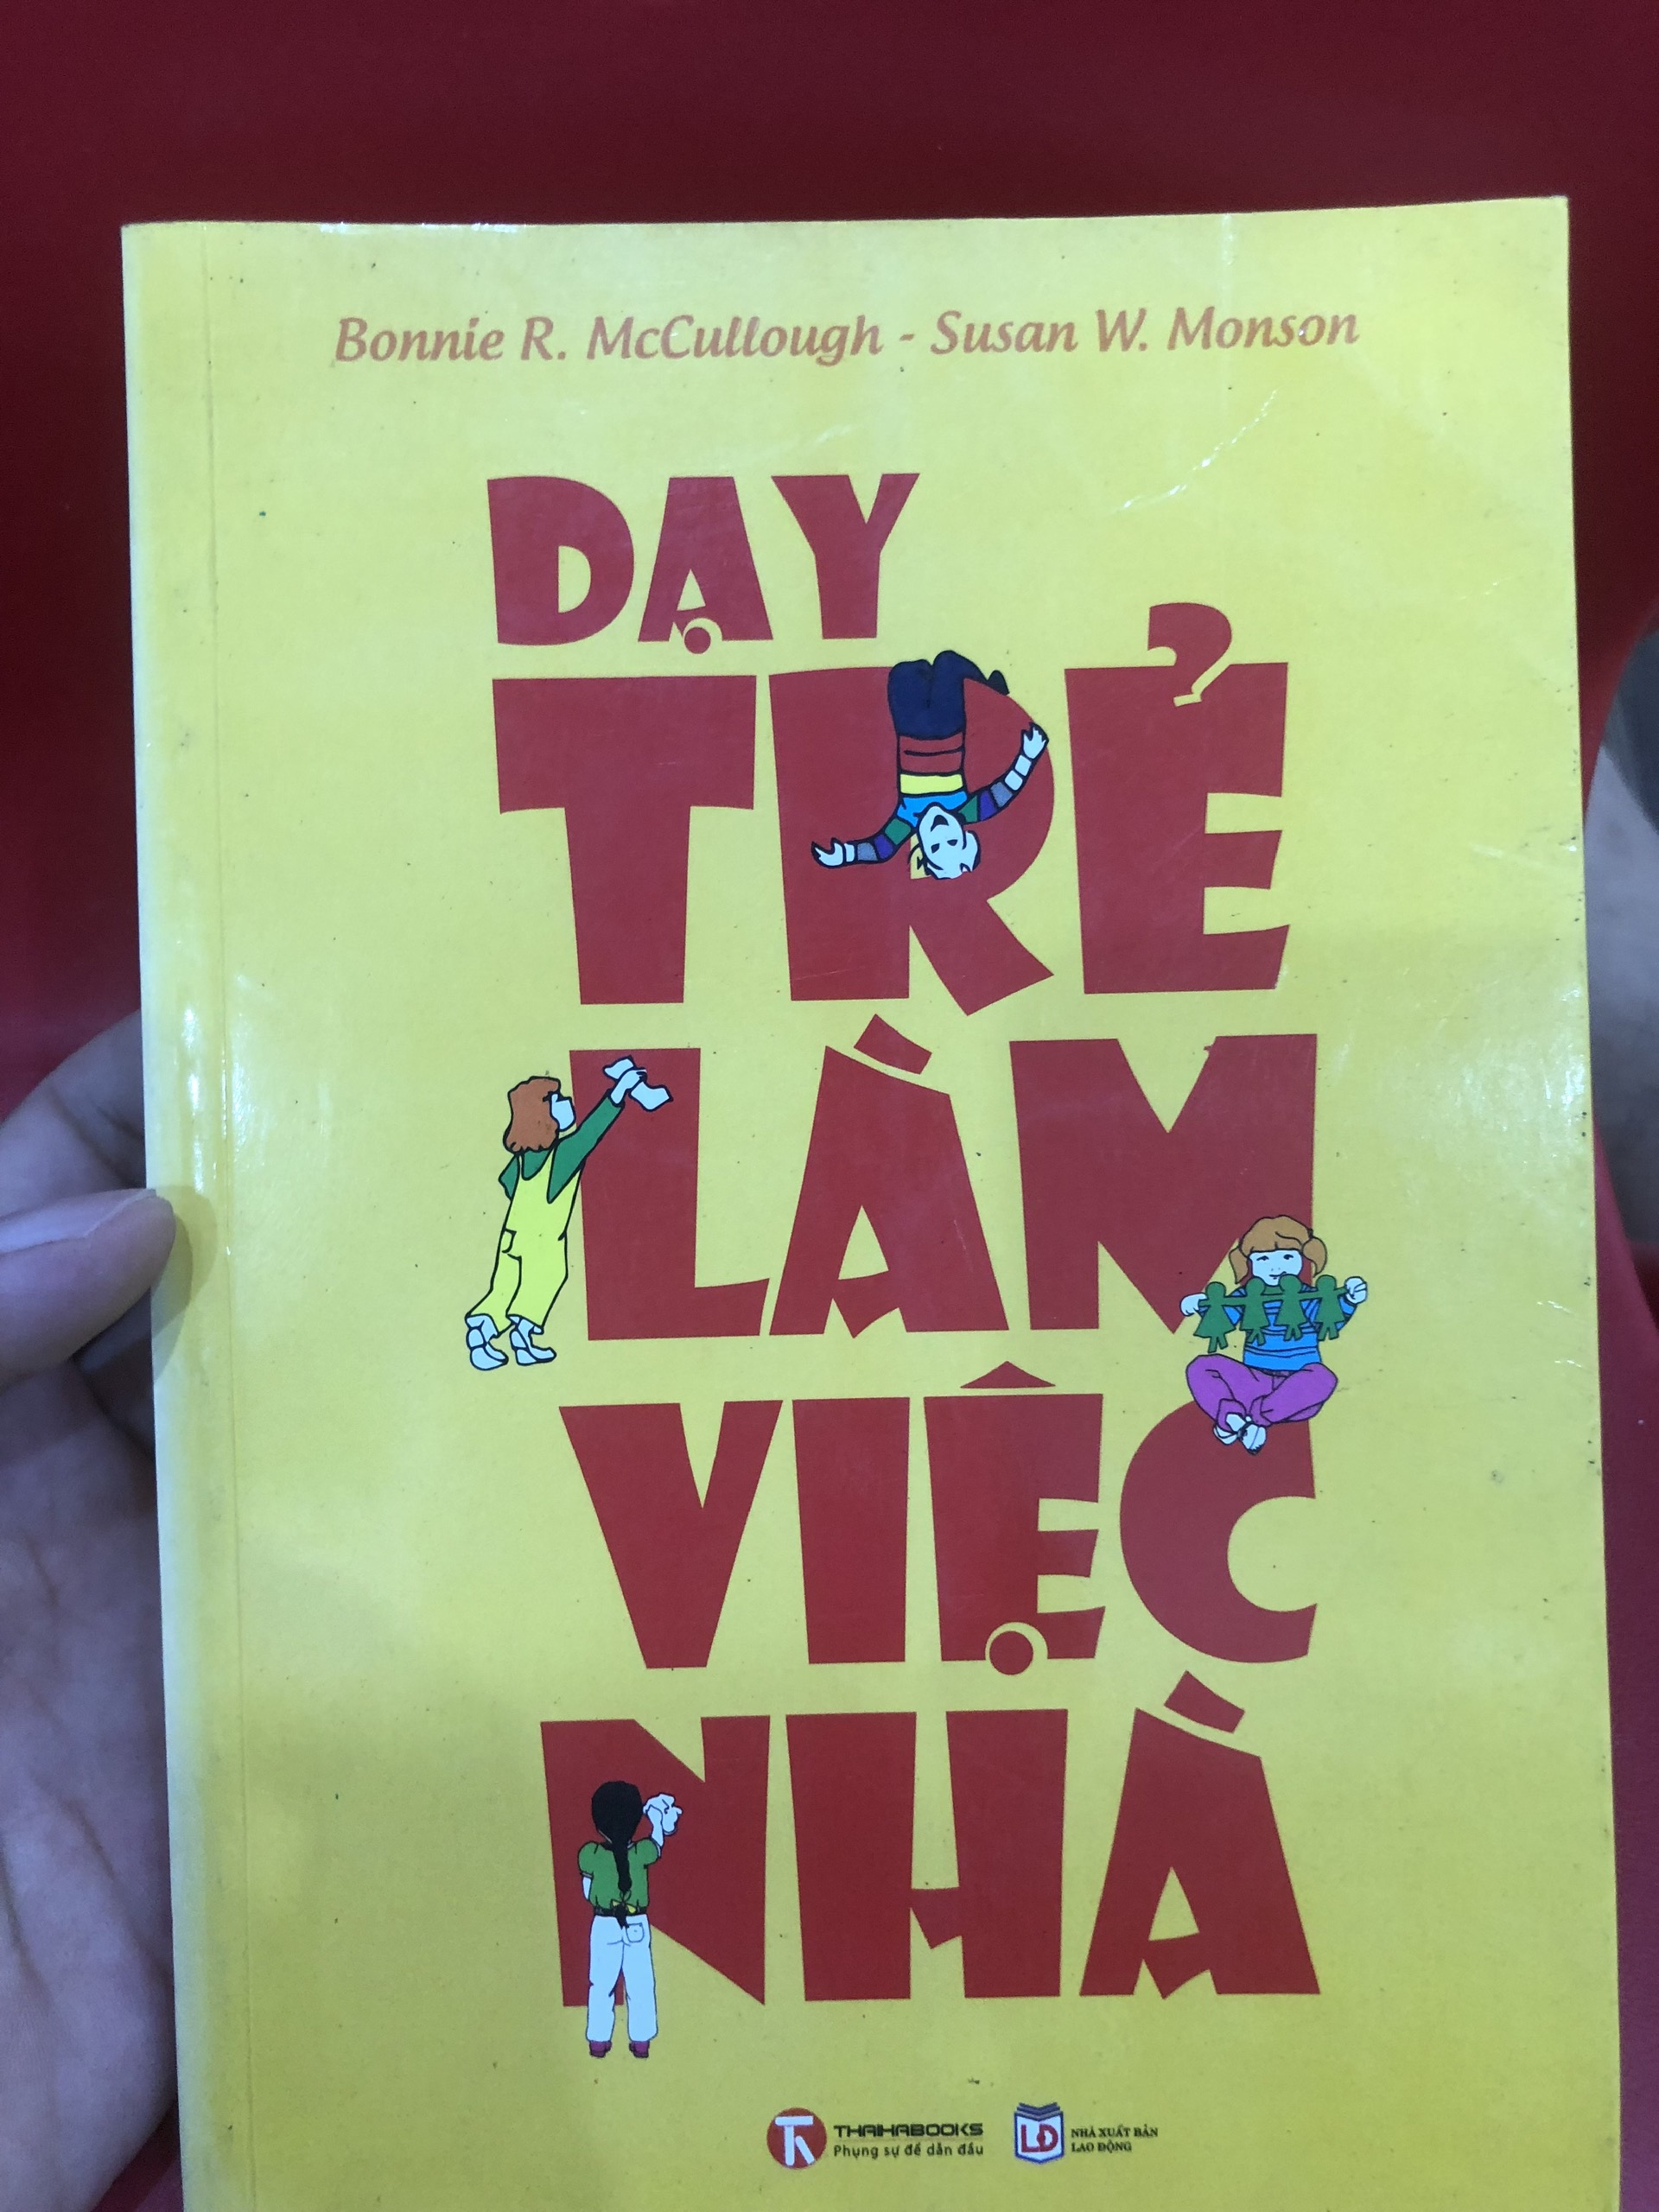 Bonnie R. McCullough - Susan W. Monson
DẠY
TRẺ
LÀM
VIỆC
NHÀ
THAIHABOOKS
Phụng sự để dẫn đầu
LĐ
NHÀ XUẤT BẢN
LAO ĐỘNG